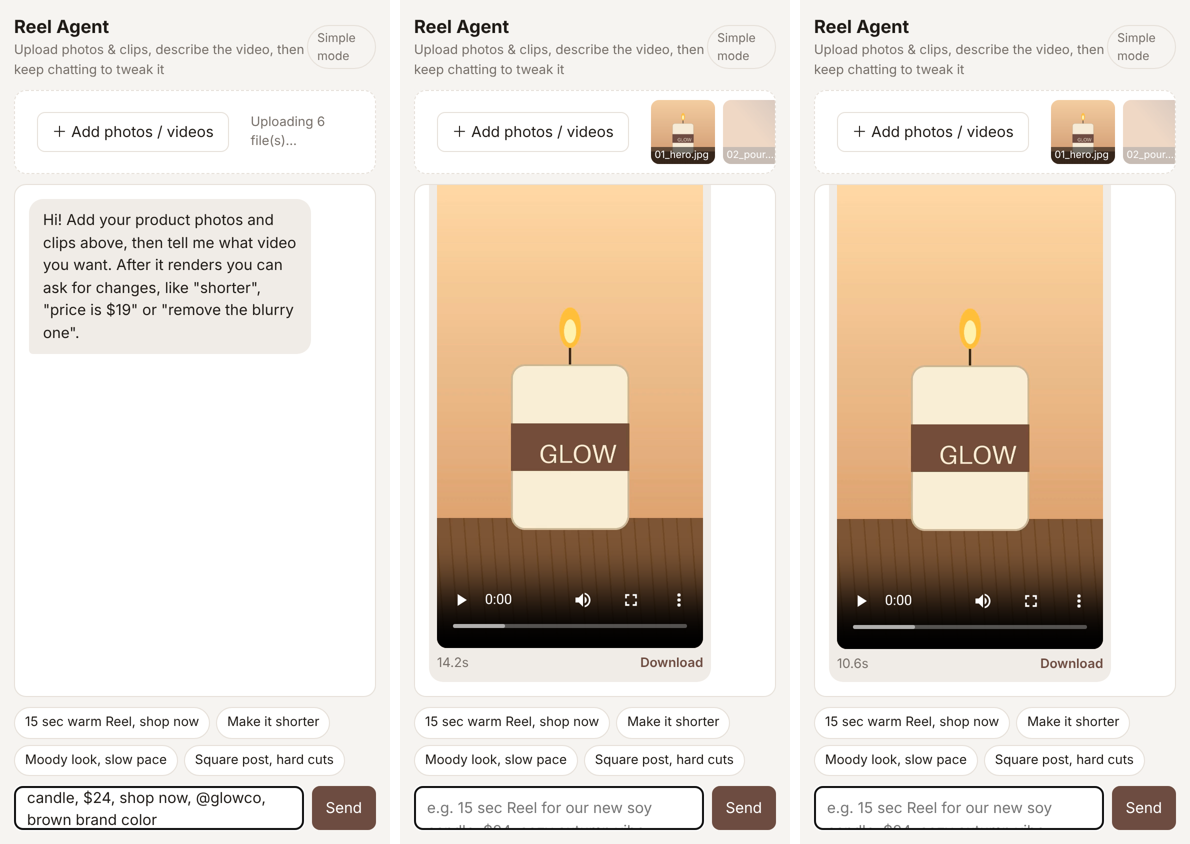 Reel Agent
Upload photos & clips, describe the video, then
keep chatting to tweak it
Simple
mode
+ Add photos / videos
Uploading 6
file(s)...
Hi! Add your product photos and
clips above, then tell me what video
you want. After it renders you can
ask for changes, like "shorter",
"price is $19" or "remove the blurry
one".
15 sec warm Reel, shop now
Make it shorter
Moody look, slow pace
Square post, hard cuts
candle, $24, shop now, @glowco,
brown brand color
Send
Reel Agent
Upload photos & clips, describe the video, then
keep chatting to tweak it
Simple
mode
+ Add photos / videos
GLOW
01_hero.jpg
02_pour...
GLOW
0:00
14.2s
Download
15 sec warm Reel, shop now
Make it shorter
Moody look, slow pace
Square post, hard cuts
e.g. 15 sec Reel for our new soy
Send
Reel Agent
Upload photos & clips, describe the video, then
keep chatting to tweak it
Simple
mode
+ Add photos / videos
GLOW
01_hero.jpg
02_pour...
GLOW
0:00
10.6s
Download
15 sec warm Reel, shop now
Make it shorter
Moody look, slow pace
Square post, hard cuts
e.g. 15 sec Reel for our new soy
Send